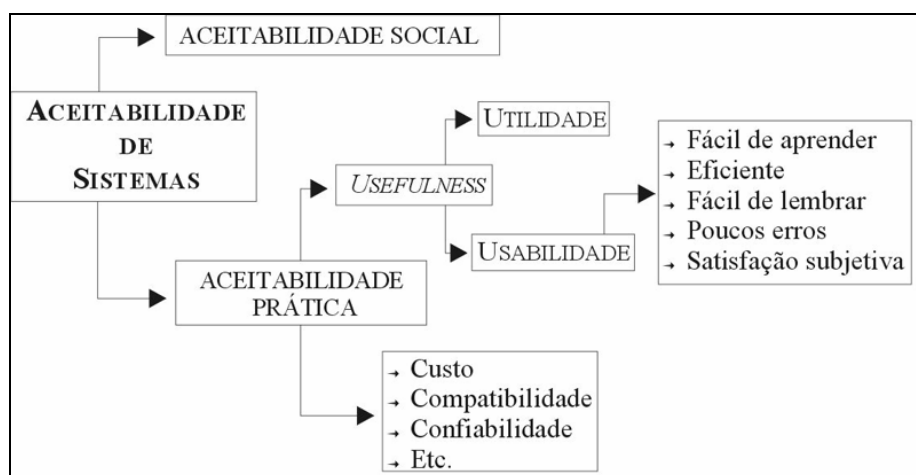 ACEITABILIDADE SOCIAL
ACEITABILIDADE
DE
SISTEMAS
UTILIDADE
USEFULNESS
USABILIDADE
→ Fácil de aprender
→ Eficiente
→ Fácil de lembrar
→ Poucos erros
→ Satisfação subjetiva
ACEITABILIDADE
PRÁTICA
→ Custo
→ Compatibilidade
→ Confiabilidade
→ Etc.